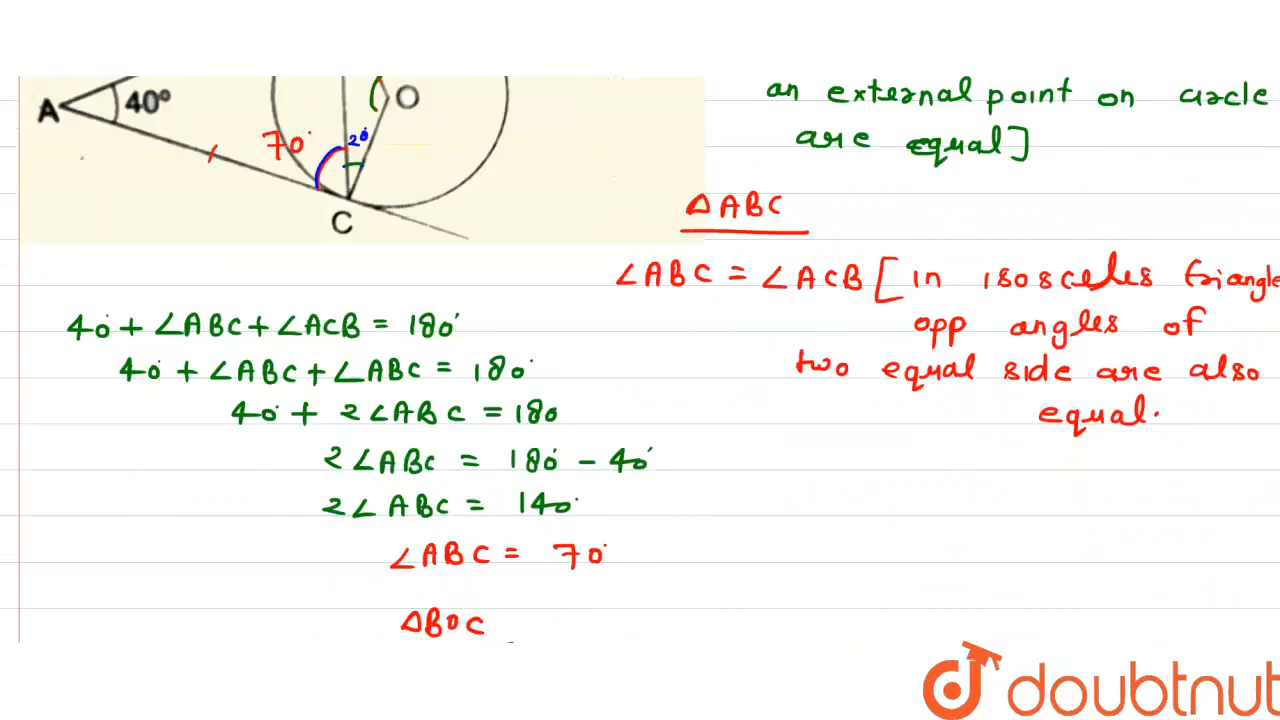 A 40° 70° 20° O
C
an external point on circle
are equal]
△ABC
∠ABC = ∠ACB [in isosceles triangle
opp angles of
two equal side are also
equal.
40° + ∠ABC + ∠ACB = 180°
40° + ∠ABC + ∠ABC = 180°
40° + 2∠ABC = 180
2∠ABC = 180° - 40°
2∠ABC = 140°
∠ABC = 70°
△BOC
doubtnut